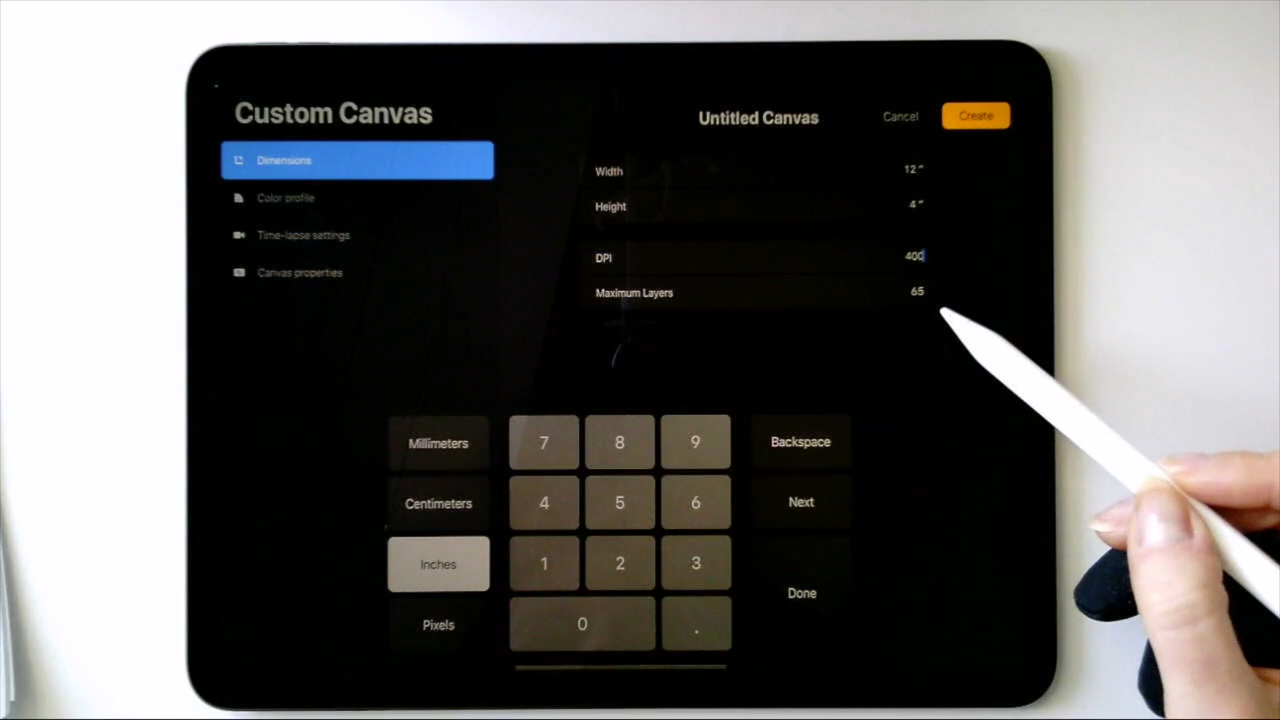 Custom Canvas
Untitled Canvas
Cancel
Create
Dimensions
Color profile
Time-lapse settings
Canvas properties
Width 12 "
Height 4 "
DPI 400
Maximum Layers 65
Millimeters 7 8 9 Backspace
Centimeters 4 5 6 Next
Inches 1 2 3
Done
Pixels 0 .